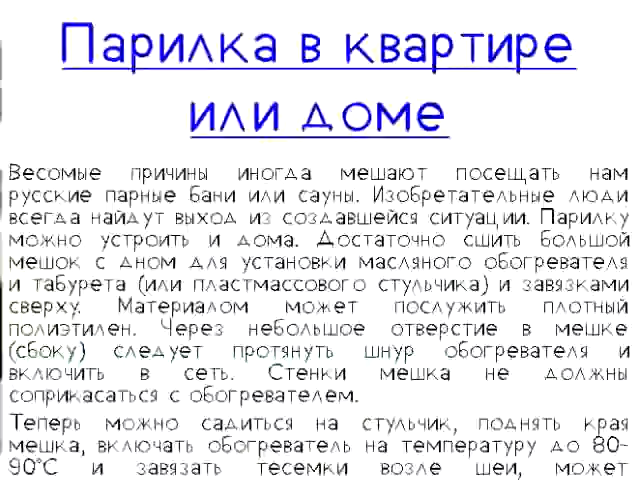 Парилка в квартире
или доме
Весомые причины иногда мешают посещать нам
русские парные бани или сауны. Изобретательные люди
всегда найдут выход из создавшейся ситуации. Парилку
можно устроить и дома. Достаточно сшить большой
мешок с дном для установки масляного обогревателя
и табурета (или пластмассового стульчика) и завязками
сверху. Материалом может послужить плотный
полиэтилен. Через небольшое отверстие в мешке
(сбоку) следует протянуть шнур обогревателя и
включить в сеть. Стенки мешка не должны
соприкасаться с обогревателем.
Теперь можно садиться на стульчик, поднять края
мешка, включать обогреватель на температуру до 80-
90°С и завязать тесемки возле шеи, может